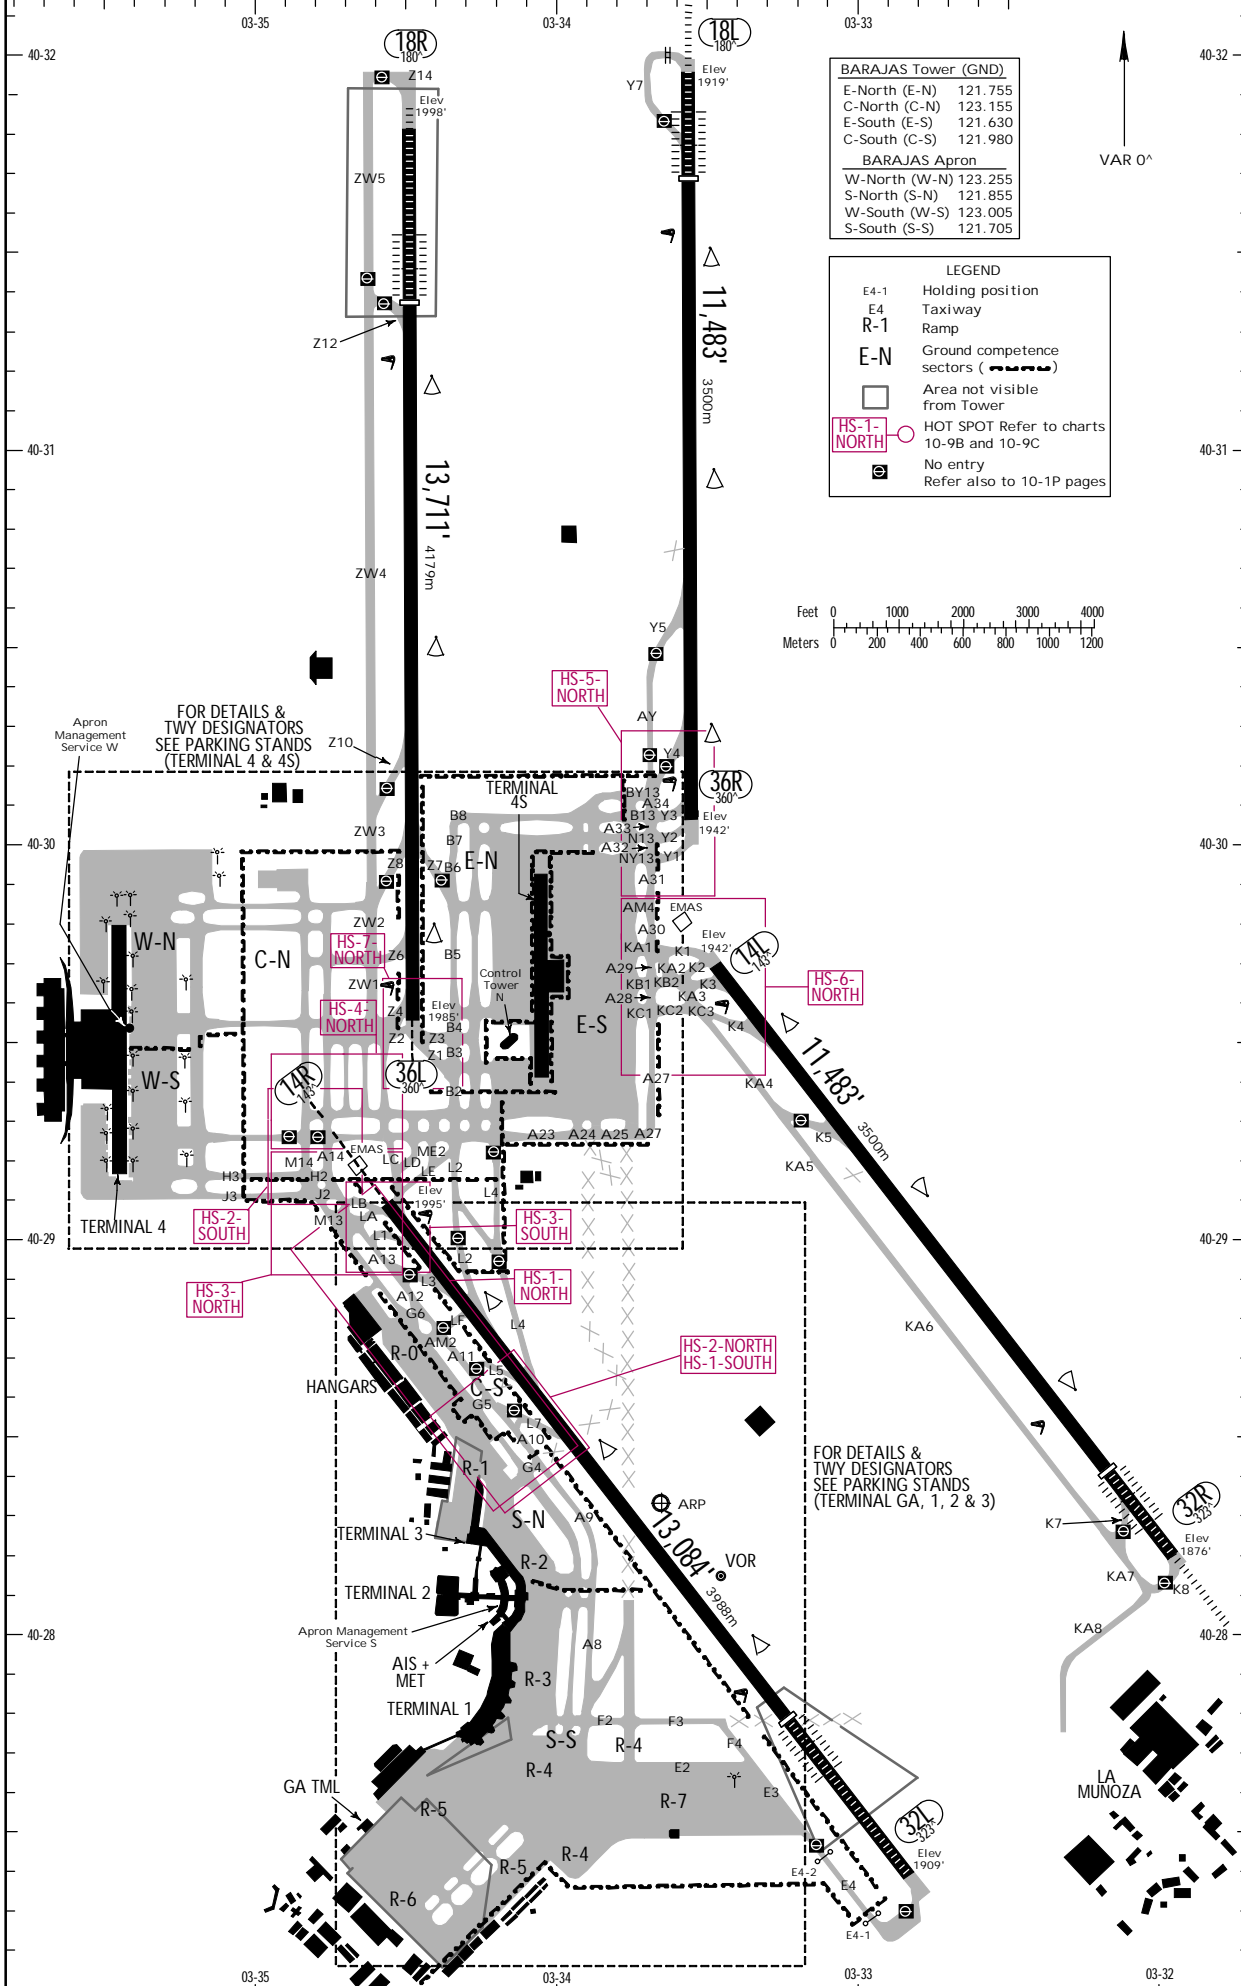 03-35
03-34
03-33
40-32
18R
180^
Z14
Elev
1998'
18L
180^
Y7
Elev
1919'
40-32
VAR 0^
BARAJAS Tower (GND)
E-North (E-N) 121.755
C-North (C-N) 123.155
E-South (E-S) 121.630
C-South (C-S) 121.980
BARAJAS Apron
W-North (W-N) 123.255
S-North (S-N) 121.855
W-South (W-S) 123.005
S-South (S-S) 121.705
LEGEND
E4-1 Holding position
E4 Taxiway
R-1 Ramp
E-N Ground competence
sectors ( )
Area not visible
from Tower
HS-1-
NORTH
HOT SPOT Refer to charts
10-9B and 10-9C
No entry
Refer also to 10-1P pages
ZW5
Z12
11,483'
3500m
40-31
40-31
13,711'
4179m
ZW4
Feet 0 1000 2000 3000 4000
Meters 0 200 400 600 800 1000 1200
Y5
HS-5-
NORTH
AY
Apron
Management
Service W
FOR DETAILS &
TWY DESIGNATORS
SEE PARKING STANDS
(TERMINAL 4 & 4S)
Z10
TERMINAL
4S
Y4
36R
360^
Elev
1942'
BY13
A34
B13
Y3
A33
N13
Y2
A32
NY13
Y1
A31
B8
B7
B6
E-N
ZW3
Z8
Z7
40-30
40-30
AM4
EMAS
A30
KA1
K1
Elev
1942'
14L
143^
A29
KA2
K2
KB1
KB2
K3
A28
KA3
KC1
KC2
KC3
K4
HS-6-
NORTH
W-N
C-N
ZW2
HS-7-
NORTH
Z6
B5
ZW1
Control
Tower
N
E-S
HS-4-
NORTH
Z4
Elev
1985'
Z2
Z3
B4
Z1
B3
B2
36L
360^
14R
143^
W-S
A27
KA4
11,483'
3500m
K5
KA5
A23
A24
A25
A27
M14
A14
EMAS
LC
LD
ME2
LE
L2
H3
H2
L4
J3
J2
LB
Elev
1995'
M13
LA
L1
A13
TERMINAL 4
HS-2-
SOUTH
HS-3-
SOUTH
40-29
40-29
L2
L3
HS-1-
NORTH
HS-3-
NORTH
A12
G6
LF
L4
AM2
A11
KA6
HS-2-NORTH
HS-1-SOUTH
R-0
HANGARS
L5
C-S
G5
L7
A10
G4
FOR DETAILS &
TWY DESIGNATORS
SEE PARKING STANDS
(TERMINAL GA, 1, 2 & 3)
R-1
ARP
S-N
A9
13,084'
3988m
TERMINAL 3
R-2
VOR
TERMINAL 2
K7
32R
323^
Elev
1876'
KA7
K8
Apron Management
Service S
40-28
40-28
KA8
A8
AIS +
MET
R-3
TERMINAL 1
F2
F3
S-S
R-4
F4
R-4
E2
E3
GA TML
R-5
R-7
LA
MUNOZA
32L
323^
R-4
R-5
Elev
1909'
E4-2
E4
R-6
E4-1
03-35
03-34
03-33
03-32